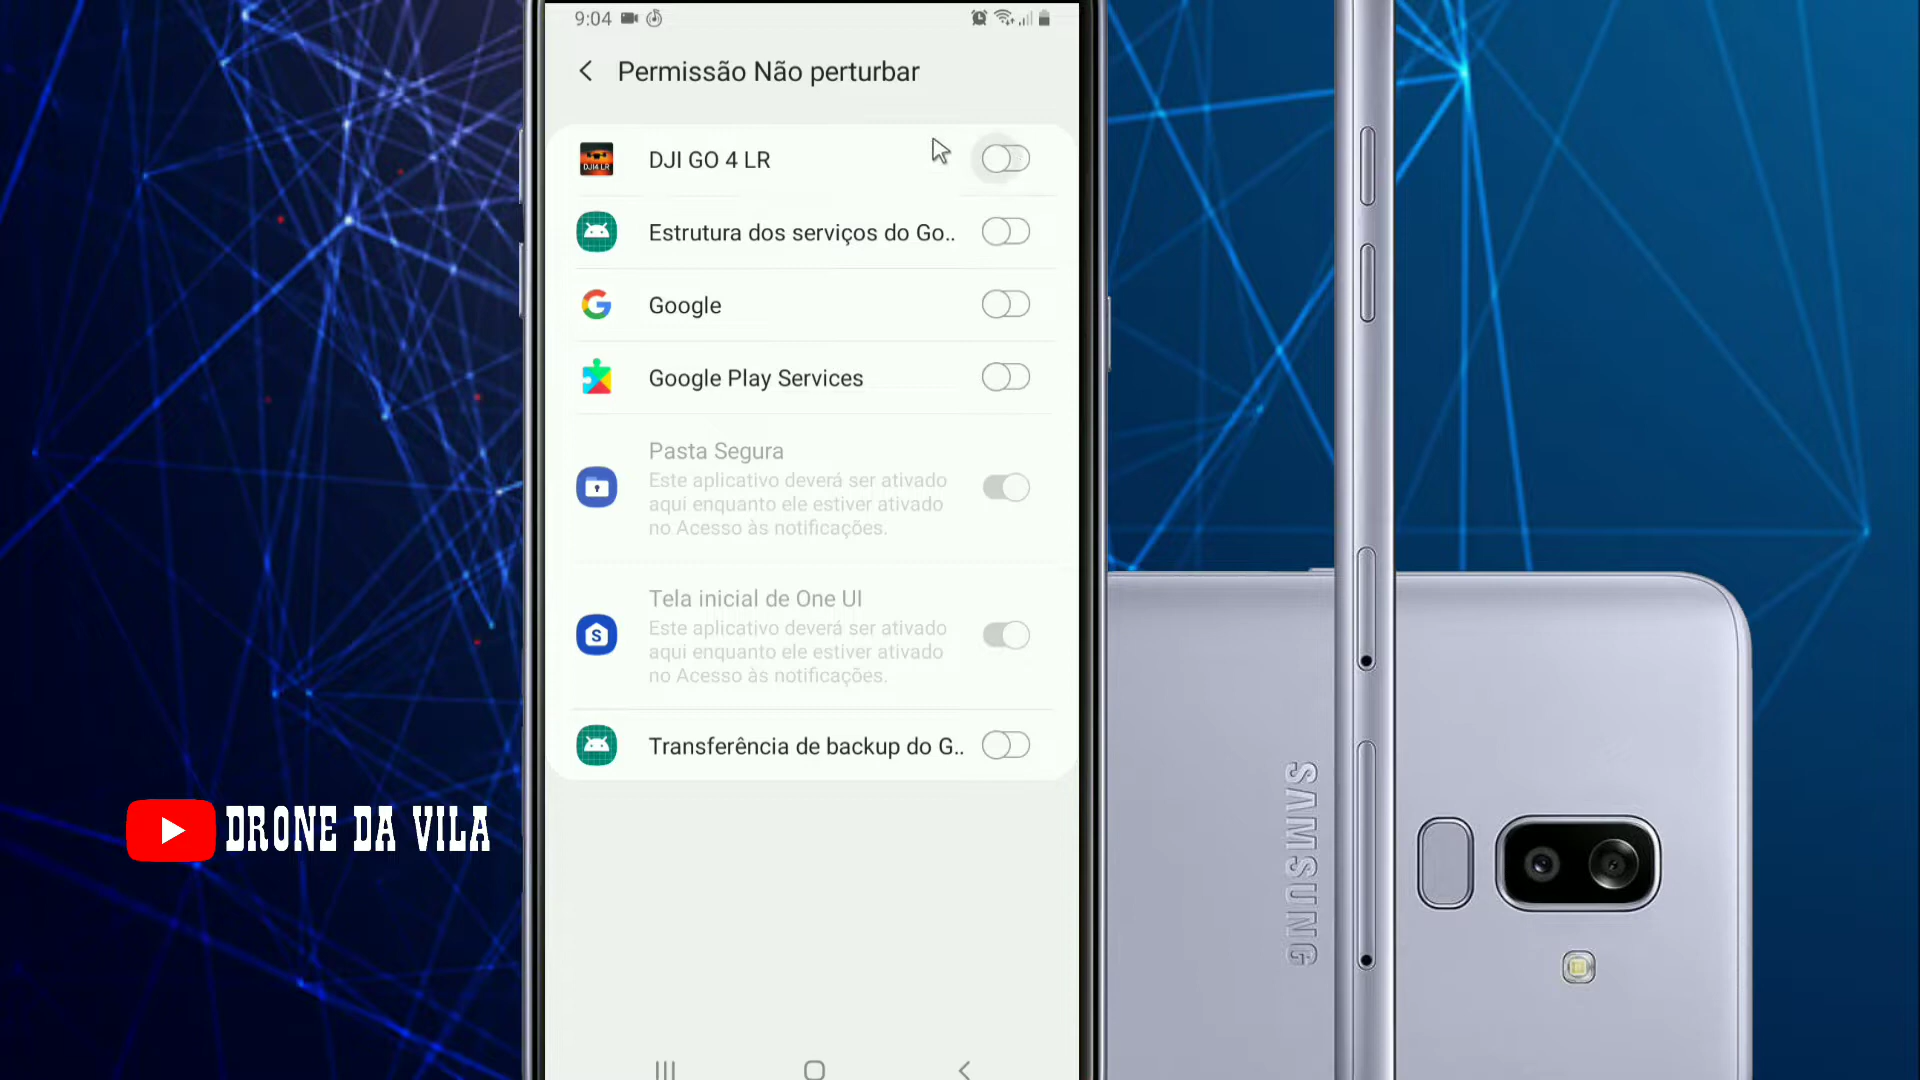 9:04
Permissão Não perturbar
DJI4 LR
DJI GO 4 LR
Estrutura dos serviços do Go..
Google
Google Play Services
Pasta Segura
Este aplicativo deverá ser ativado
aqui enquanto ele estiver ativado
no Acesso às notificações.
Tela inicial de One UI
Este aplicativo deverá ser ativado
aqui enquanto ele estiver ativado
no Acesso às notificações.
Transferência de backup do G..
DRONE DA VILA
SAMSUNG